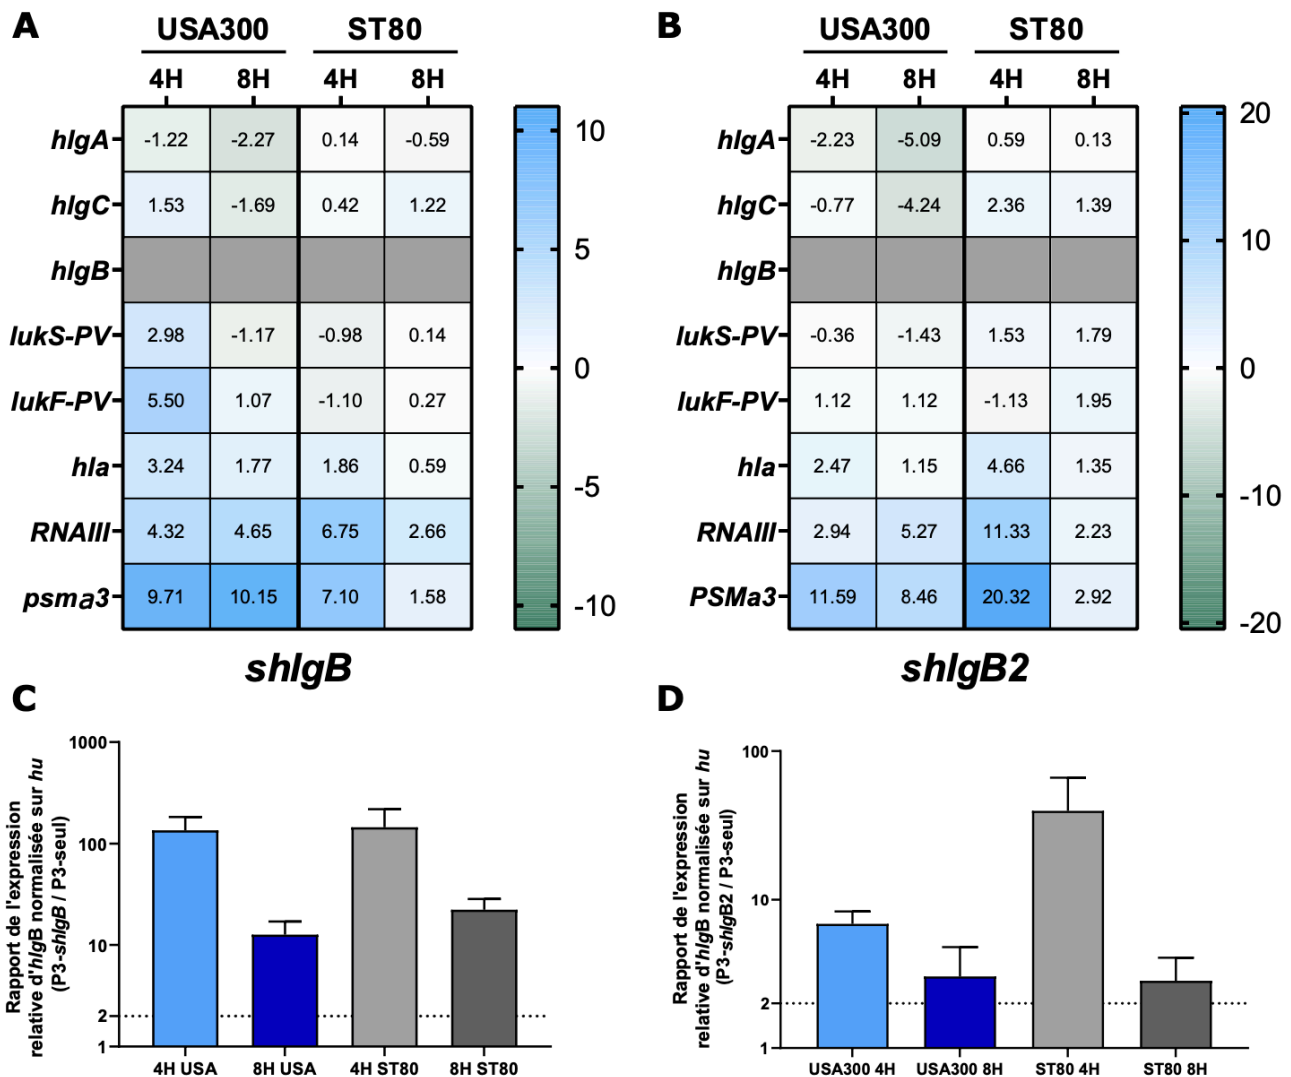 A
USA300 ST80
4H 8H 4H 8H
hlgA -1.22 -2.27 0.14 -0.59
hlgC 1.53 -1.69 0.42 1.22
hlgB
lukS-PV 2.98 -1.17 -0.98 0.14
lukF-PV 5.50 1.07 -1.10 0.27
hla 3.24 1.77 1.86 0.59
RNAIII 4.32 4.65 6.75 2.66
psma3 9.71 10.15 7.10 1.58
10
5
0
-5
-10
shlgB
B
USA300 ST80
4H 8H 4H 8H
hlgA -2.23 -5.09 0.59 0.13
hlgC -0.77 -4.24 2.36 1.39
hlgB
lukS-PV -0.36 -1.43 1.53 1.79
lukF-PV 1.12 1.12 -1.13 1.95
hla 2.47 1.15 4.66 1.35
RNAIII 2.94 5.27 11.33 2.23
PSMa3 11.59 8.46 20.32 2.92
20
10
0
-10
-20
shlgB2
C
Rapport de l'expression
relative d'hlgB normalisée sur hu
(P3-shlgB / P3-seul)
1000
100
10
2
1
4H USA 8H USA 4H ST80 8H ST80
D
Rapport de l'expression
relative d'hlgB normalisée sur hu
(P3-shlgB2 / P3-seul)
100
10
2
1
USA300 4H USA300 8H ST80 4H ST80 8H